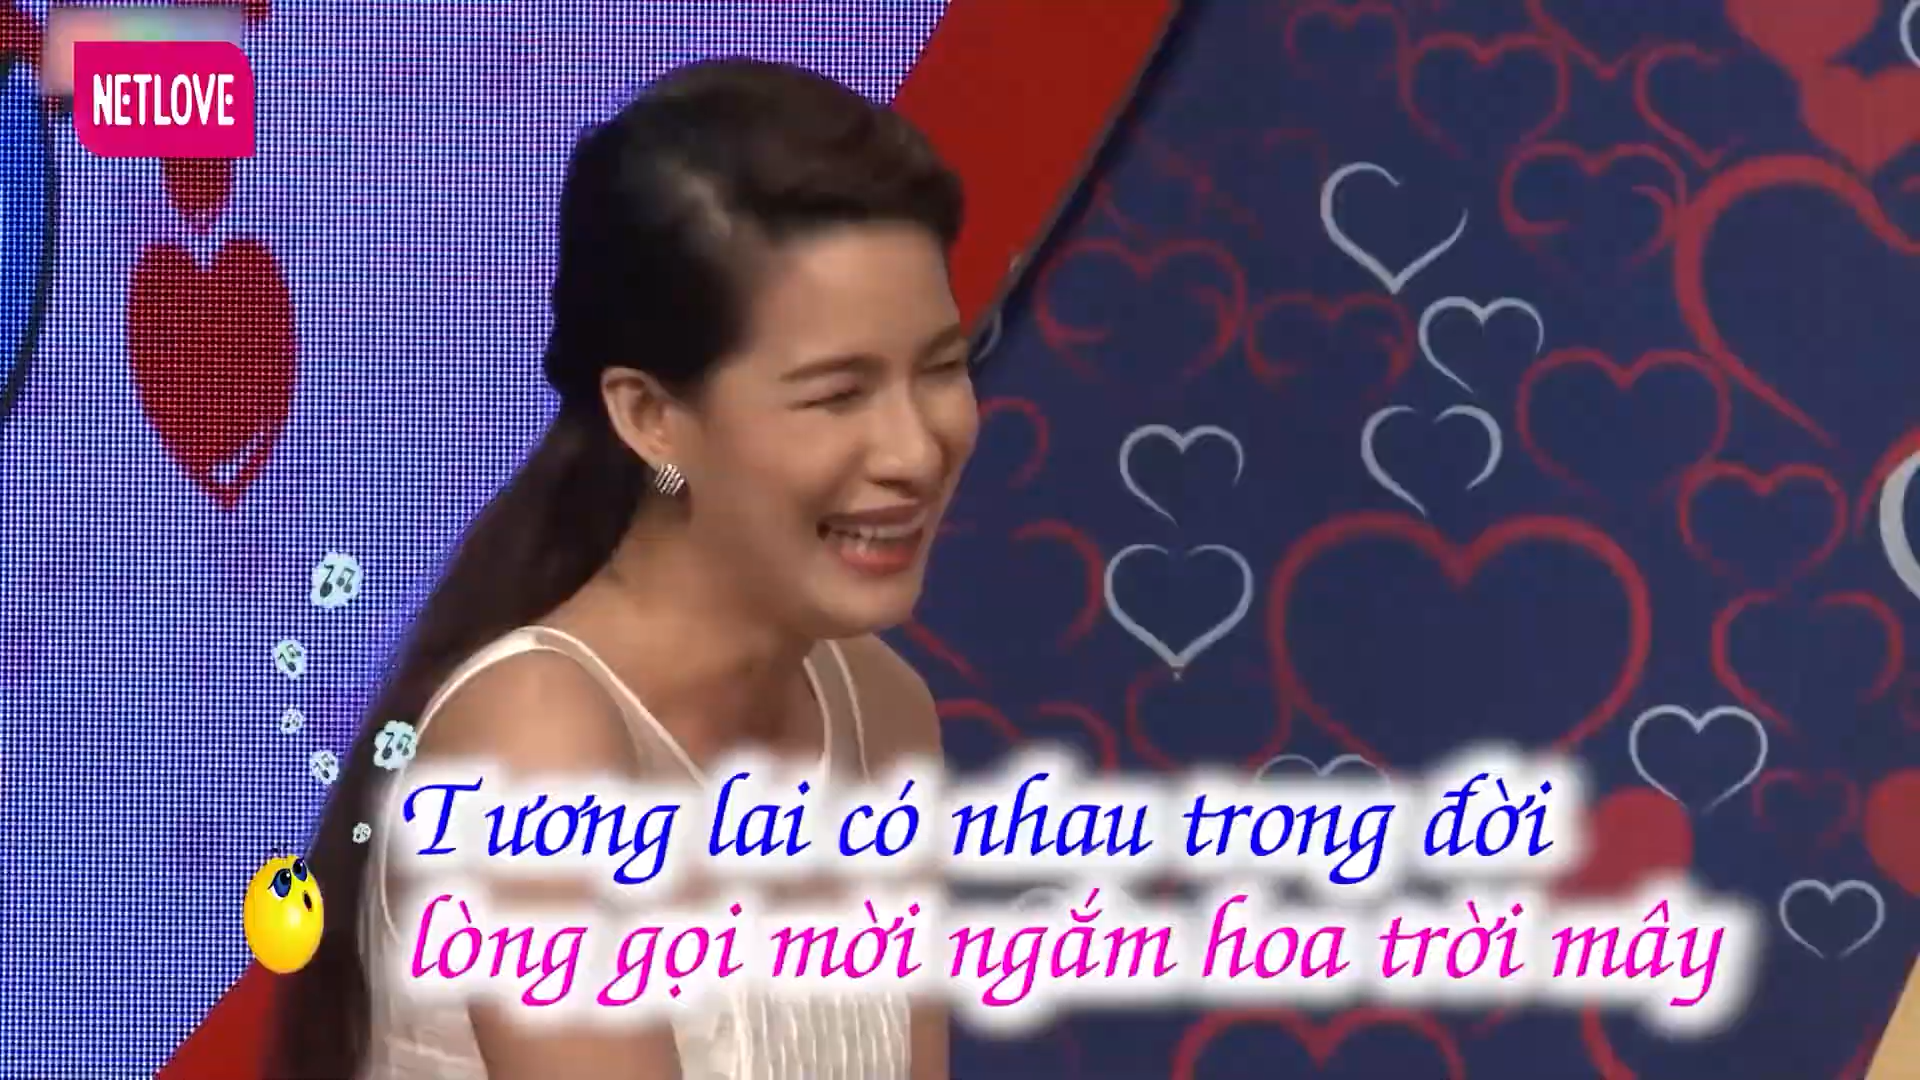 NETLOVE
Tương lai có nhau trong đời
lòng gọi mời ngắm hoa trời mây